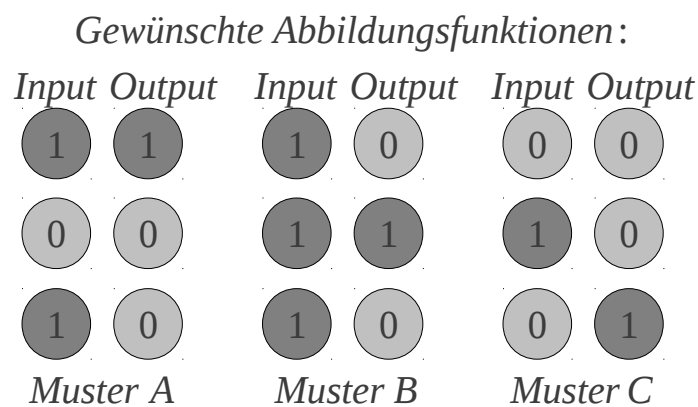 Gewünschte Abbildungsfunktionen:
Input Output Input Output Input Output
1 1 1 0 0 0
0 0 1 1 1 0
1 0 1 0 0 1
Muster A Muster B Muster C